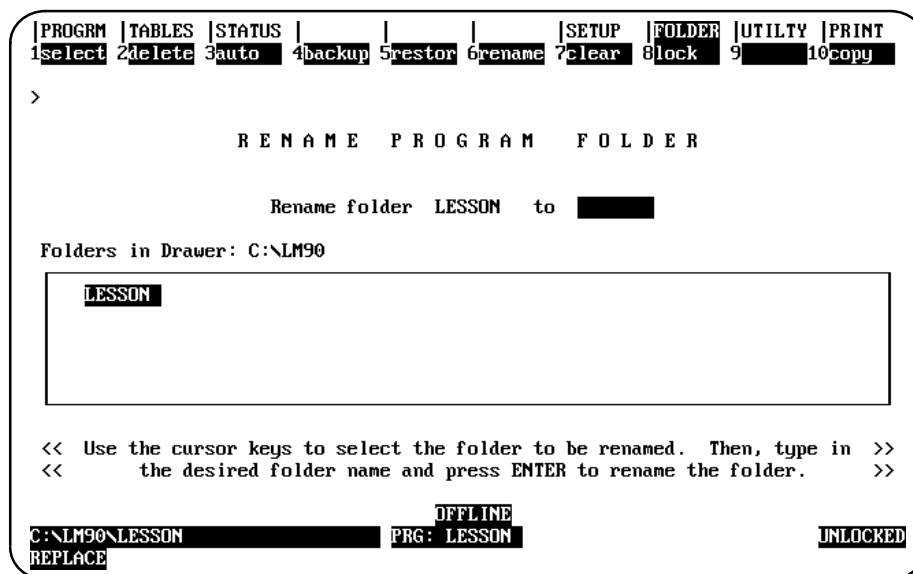 |PROGRM |TABLES |STATUS | | | |SETUP |FOLDER |UTILTY |PRINT
1select 2delete 3auto 4backup 5restor 6rename 7clear 8lock 9 10copy
>
R E N A M E P R O G R A M F O L D E R
Rename folder LESSON to
Folders in Drawer: C:\LM90
LESSON
<< Use the cursor keys to select the folder to be renamed. Then, type in >>
<< the desired folder name and press ENTER to rename the folder. >>
OFFLINE
C:\LM90\LESSON PRG: LESSON UNLOCKED
REPLACE